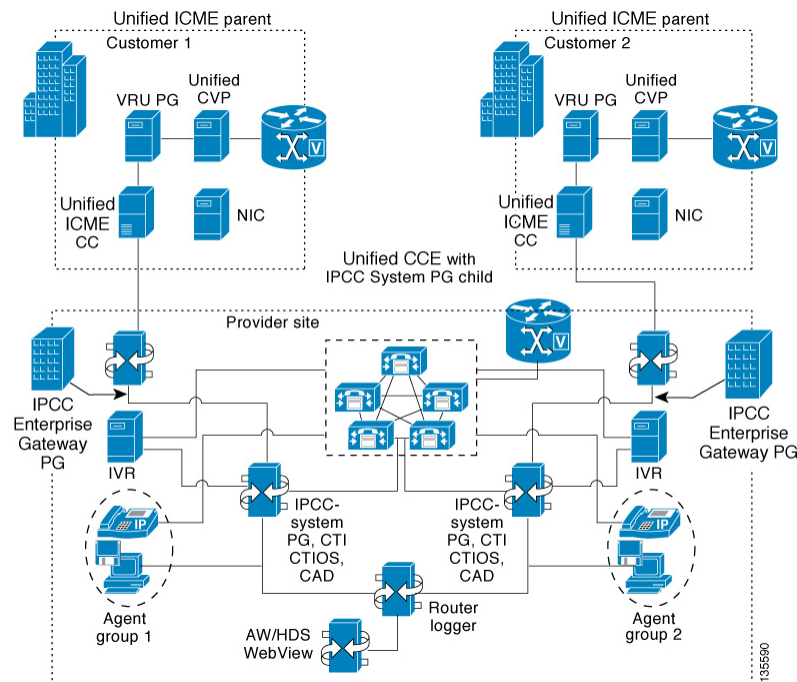 Unified ICME parent
Customer 1
Unified
CVP
VRU PG
V
Unified
ICME
CC
NIC
Unified ICME parent
Customer 2
Unified
CVP
VRU PG
V
Unified
ICME
CC
NIC
Unified CCE with
IPCC System PG child
Provider site
V
IPCC
Enterprise
Gateway
PG
IVR
IPCC
Enterprise
Gateway PG
IVR
IP
Agent
group 1
IPCC-
system
PG, CTI
CTIOS,
CAD
IPCC-
system
PG, CTI
CTIOS,
CAD
IP
Agent
group 2
Router
logger
AW/HDS
WebView
135590